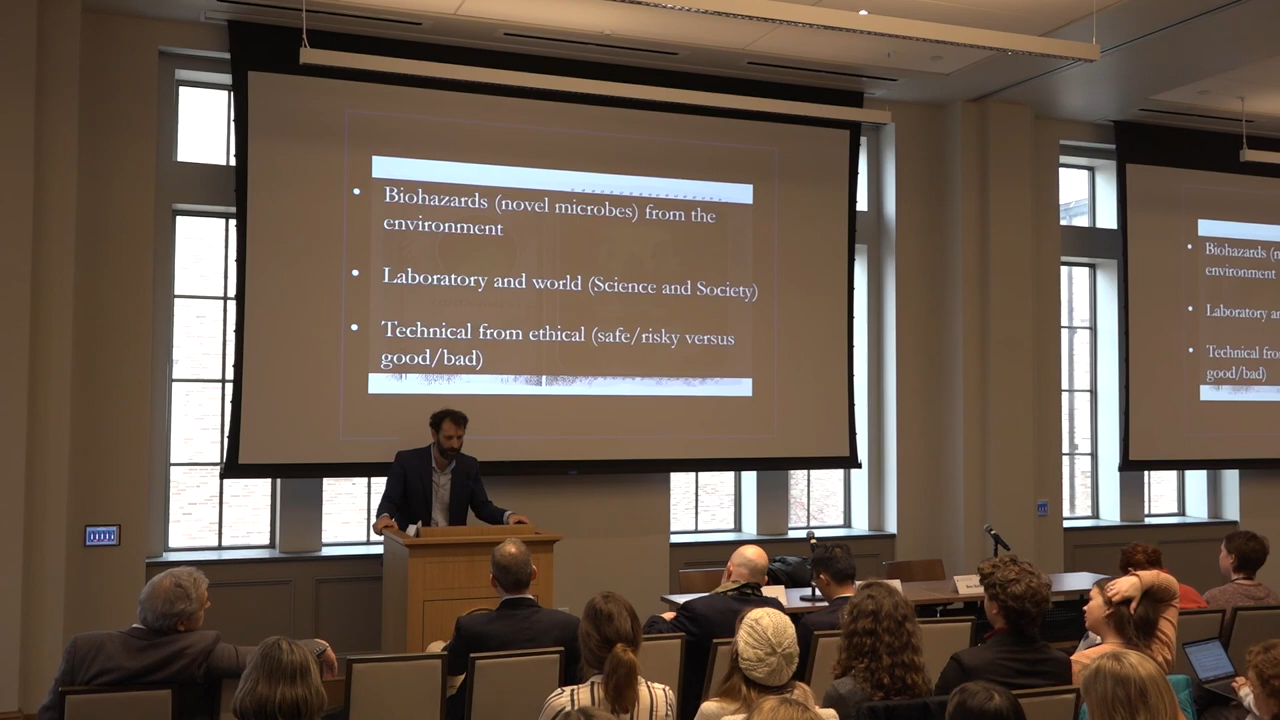 • Biohazards (novel microbes) from the
environment
• Laboratory and world (Science and Society)
• Technical from ethical (safe/risky versus
good/bad)
• Biohazards (n
environment
• Laboratory a
• Technical fro
good/bad)